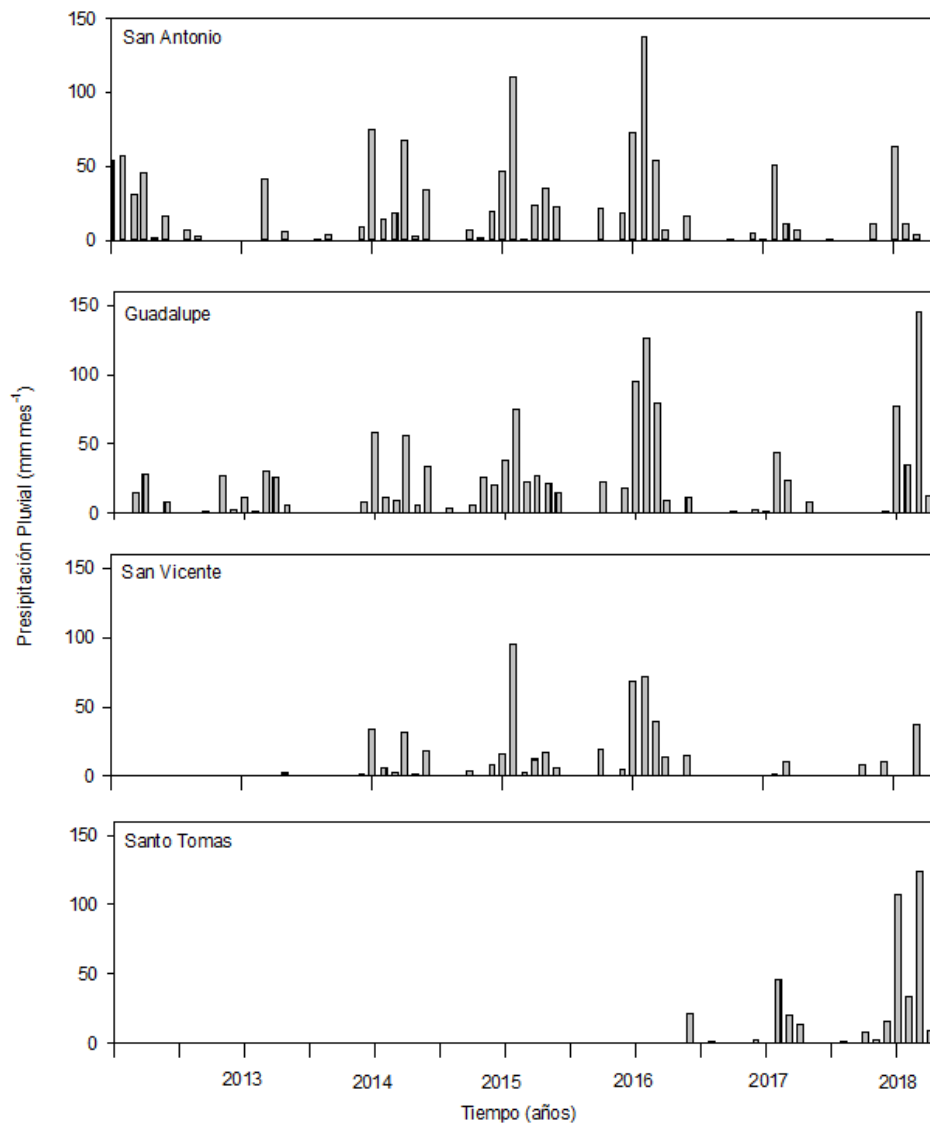 150
San Antonio
100
50
0
150
Guadalupe
100
50
0
Presipitación Pluvial (mm mes⁻¹)
150
San Vicente
100
50
0
150
Santo Tomas
100
50
0
2013 2014 2015 2016 2017 2018
Tiempo (años)